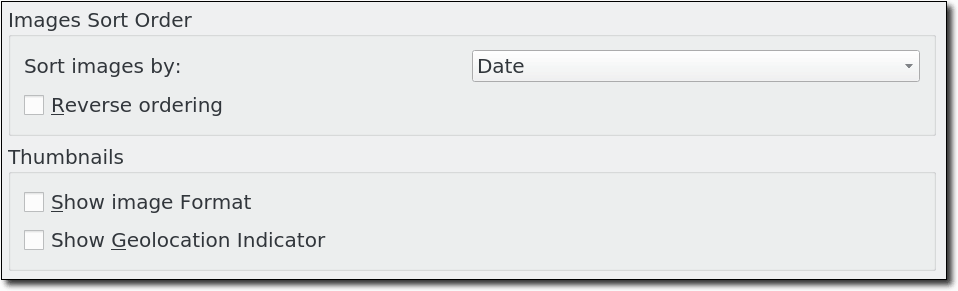 Images Sort Order
Sort images by: Date
Reverse ordering
Thumbnails
Show image Format
Show Geolocation Indicator